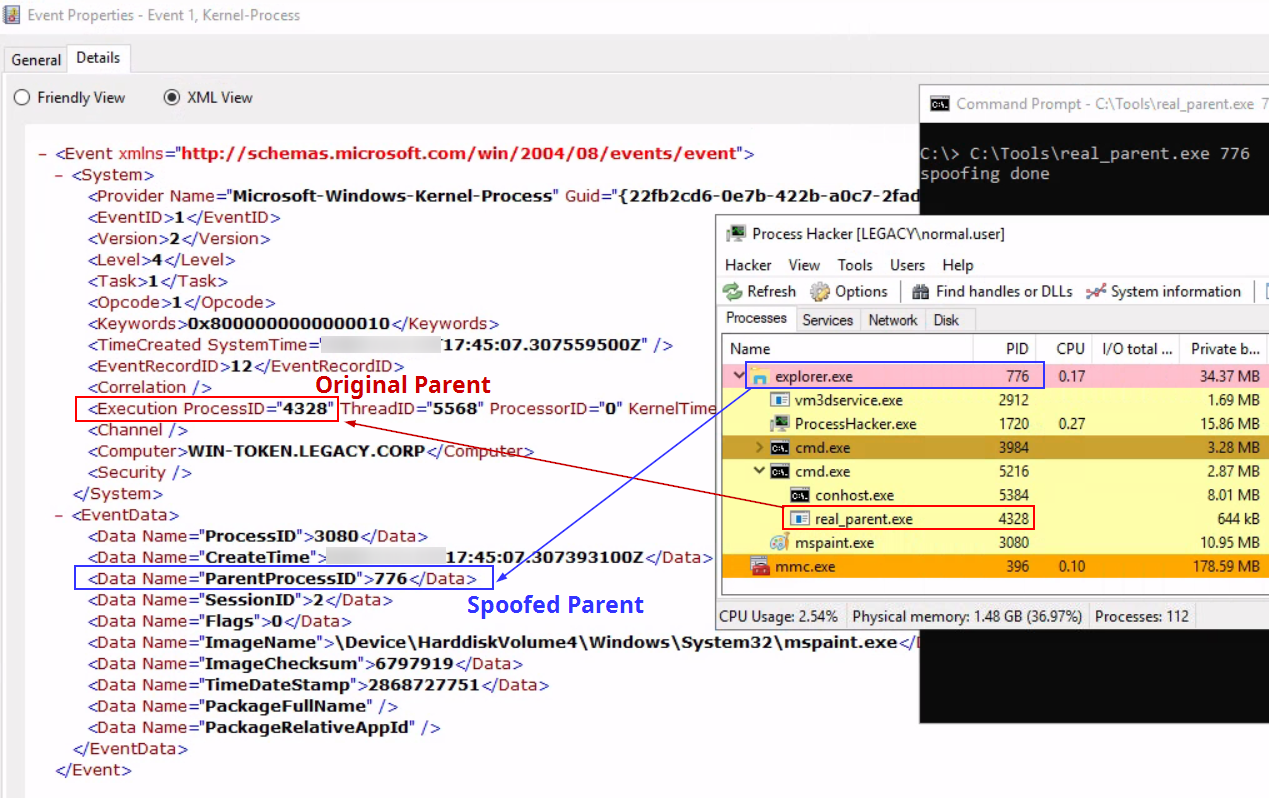 Event Properties - Event 1, Kernel-Process
General
Details
Friendly View
XML View
- <Event xmlns="http://schemas.microsoft.com/win/2004/08/events/event">
- <System>
<Provider Name="Microsoft-Windows-Kernel-Process" Guid="{22fb2cd6-0e7b-422b-a0c7-2fad
<EventID>1</EventID>
<Version>2</Version>
<Level>4</Level>
<Task>1</Task>
<Opcode>1</Opcode>
<Keywords>0x8000000000000010</Keywords>
<TimeCreated SystemTime="17:45:07.307559500Z" />
<EventRecordID>12</EventRecordID>
<Correlation />
Original Parent
<Execution ProcessID="4328" ThreadID="5568" ProcessorID="0" KernelTime
<Channel />
<Computer>WIN-TOKEN.LEGACY.CORP</Computer>
<Security />
</System>
- <EventData>
<Data Name="ProcessID">3080</Data>
<Data Name="CreateTime">17:45:07.307393100Z</Data>
<Data Name="ParentProcessID">776</Data>
<Data Name="SessionID">2</Data>
Spoofed Parent
<Data Name="Flags">0</Data>
<Data Name="ImageName">\Device\HarddiskVolume4\Windows\System32\mspaint.exe</
<Data Name="ImageChecksum">6797919</Data>
<Data Name="TimeDateStamp">2868727751</Data>
<Data Name="PackageFullName" />
<Data Name="PackageRelativeAppId" />
</EventData>
</Event>
Command Prompt - C:\Tools\real_parent.exe 7
C:\> C:\Tools\real_parent.exe 776
spoofing done
Process Hacker [LEGACY\normal.user]
Hacker View Tools Users Help
Refresh Options Find handles or DLLs System information
Processes Services Network Disk
Name PID CPU I/O total ... Private b...
explorer.exe 776 0.17 34.37 MB
vm3dservice.exe 2912 1.69 MB
ProcessHacker.exe 1720 0.27 15.86 MB
cmd.exe 3984 3.28 MB
cmd.exe 5216 2.87 MB
conhost.exe 5384 8.01 MB
real_parent.exe 4328 644 kB
mspaint.exe 3080 10.95 MB
mmc.exe 396 0.10 178.59 MB
CPU Usage: 2.54% Physical memory: 1.48 GB (36.97%) Processes: 112